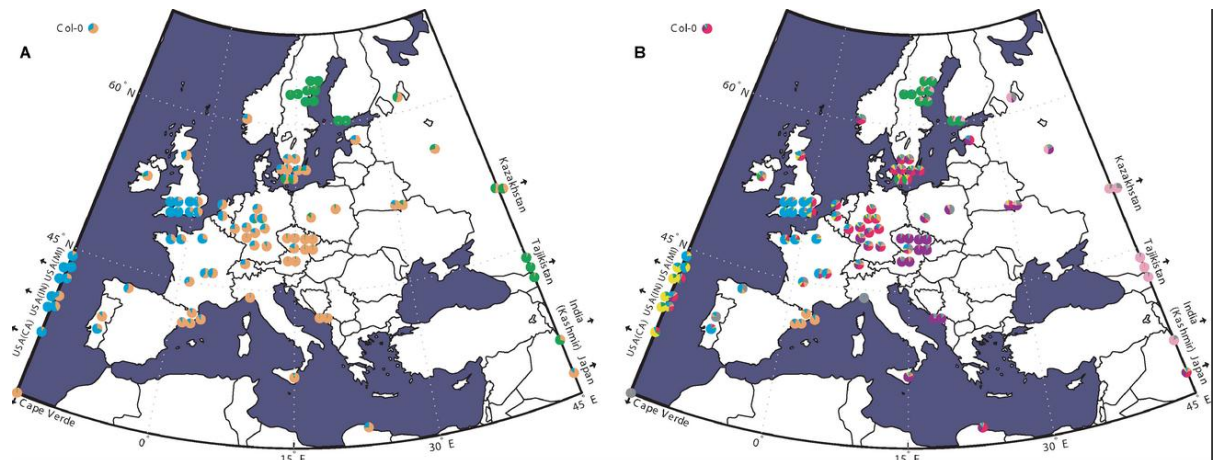 Col-0
A
60° N
45° N
USA(MI)
USA(IN)
USA(CA)
Cape Verde
0
15° E
30 E
45 E
Kazakhstan
Tajikistan
India
(Kashmir)
Japan
Col-0
B
60° N
45° N
USA(MI)
USA(IN)
USA(CA)
Cape Verde
0
15° E
30 E
45 E
Kazakhstan
Tajikistan
India
(Kashmir)
Japan